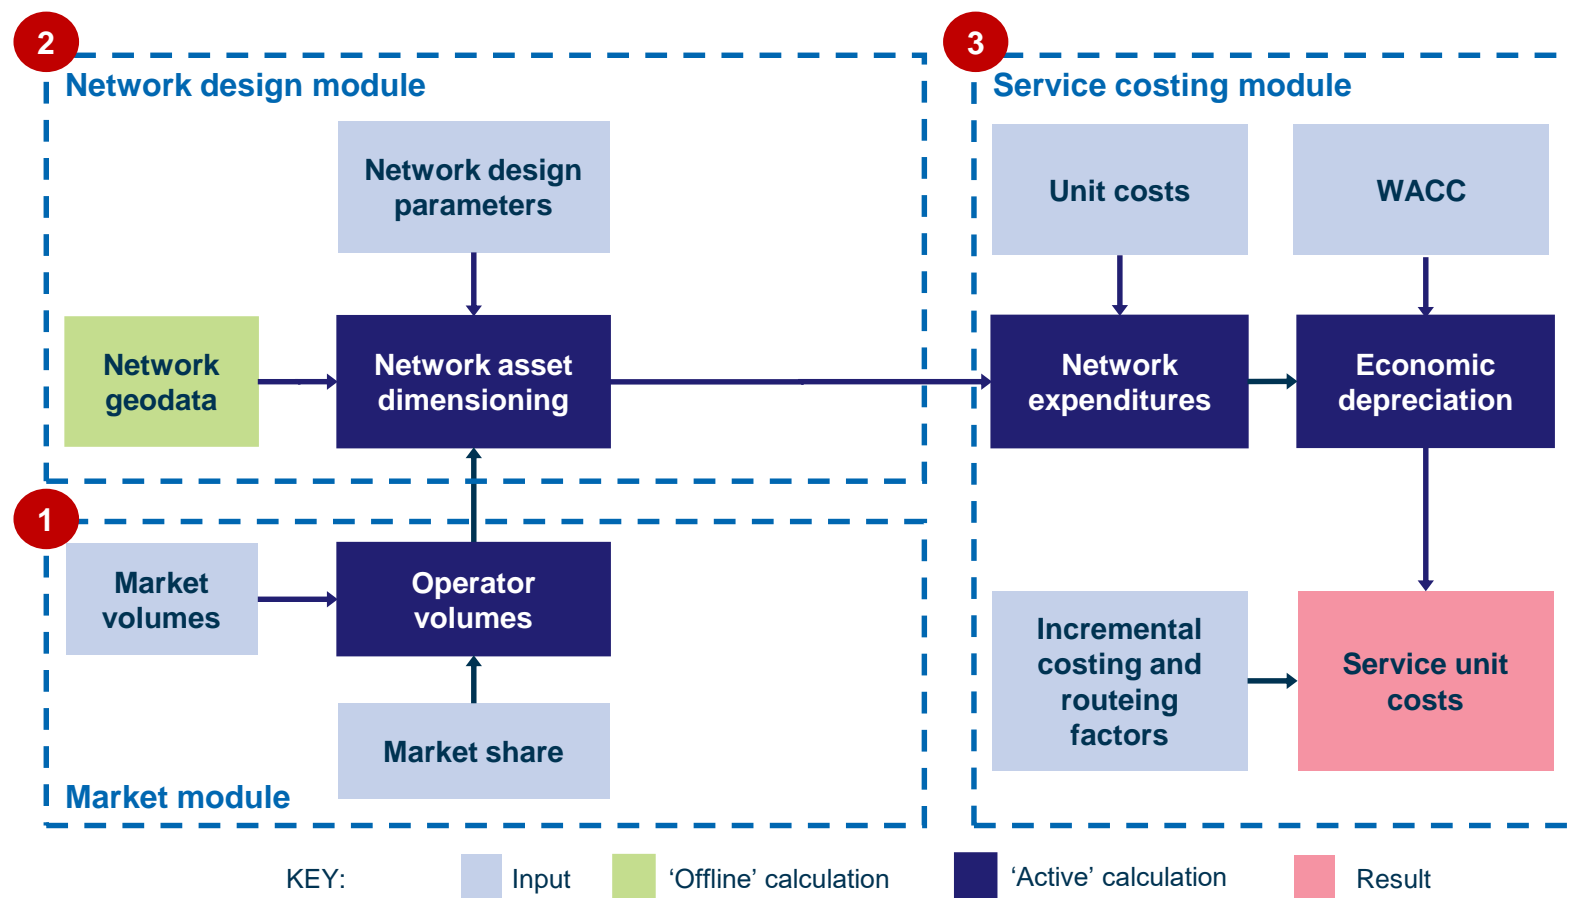 2
Network design module
Network design
parameters
Network
geodata
Network asset
dimensioning
1
Market
volumes
Operator
volumes
Market share
Market module
3
Service costing module
Unit costs
WACC
Network
expenditures
Economic
depreciation
Incremental
costing and
routeing
factors
Service unit
costs
KEY:
Input
‘Offline’ calculation
‘Active’ calculation
Result